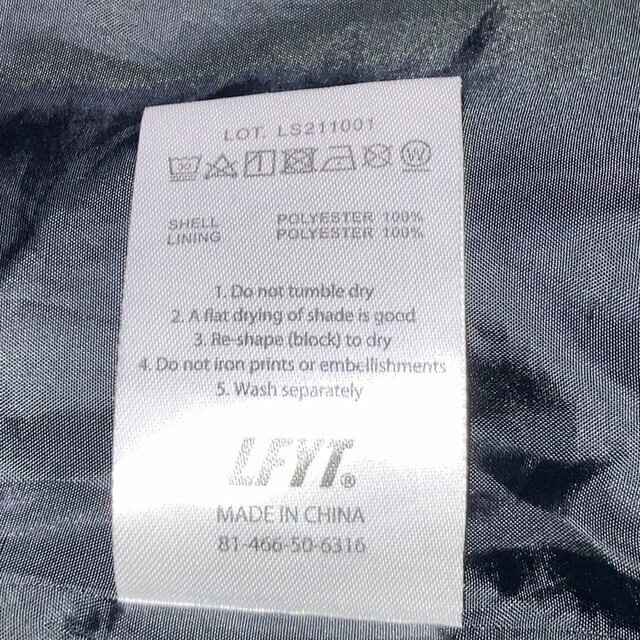 LOT. LS211001
SHELL POLYESTER 100%
LINING POLYESTER 100%
1. Do not tumble dry
2. A flat drying of shade is good
3. Re-shape (block) to dry
4. Do not iron prints or embellishments
5. Wash separately
LFYT®
MADE IN CHINA
81-466-50-6316